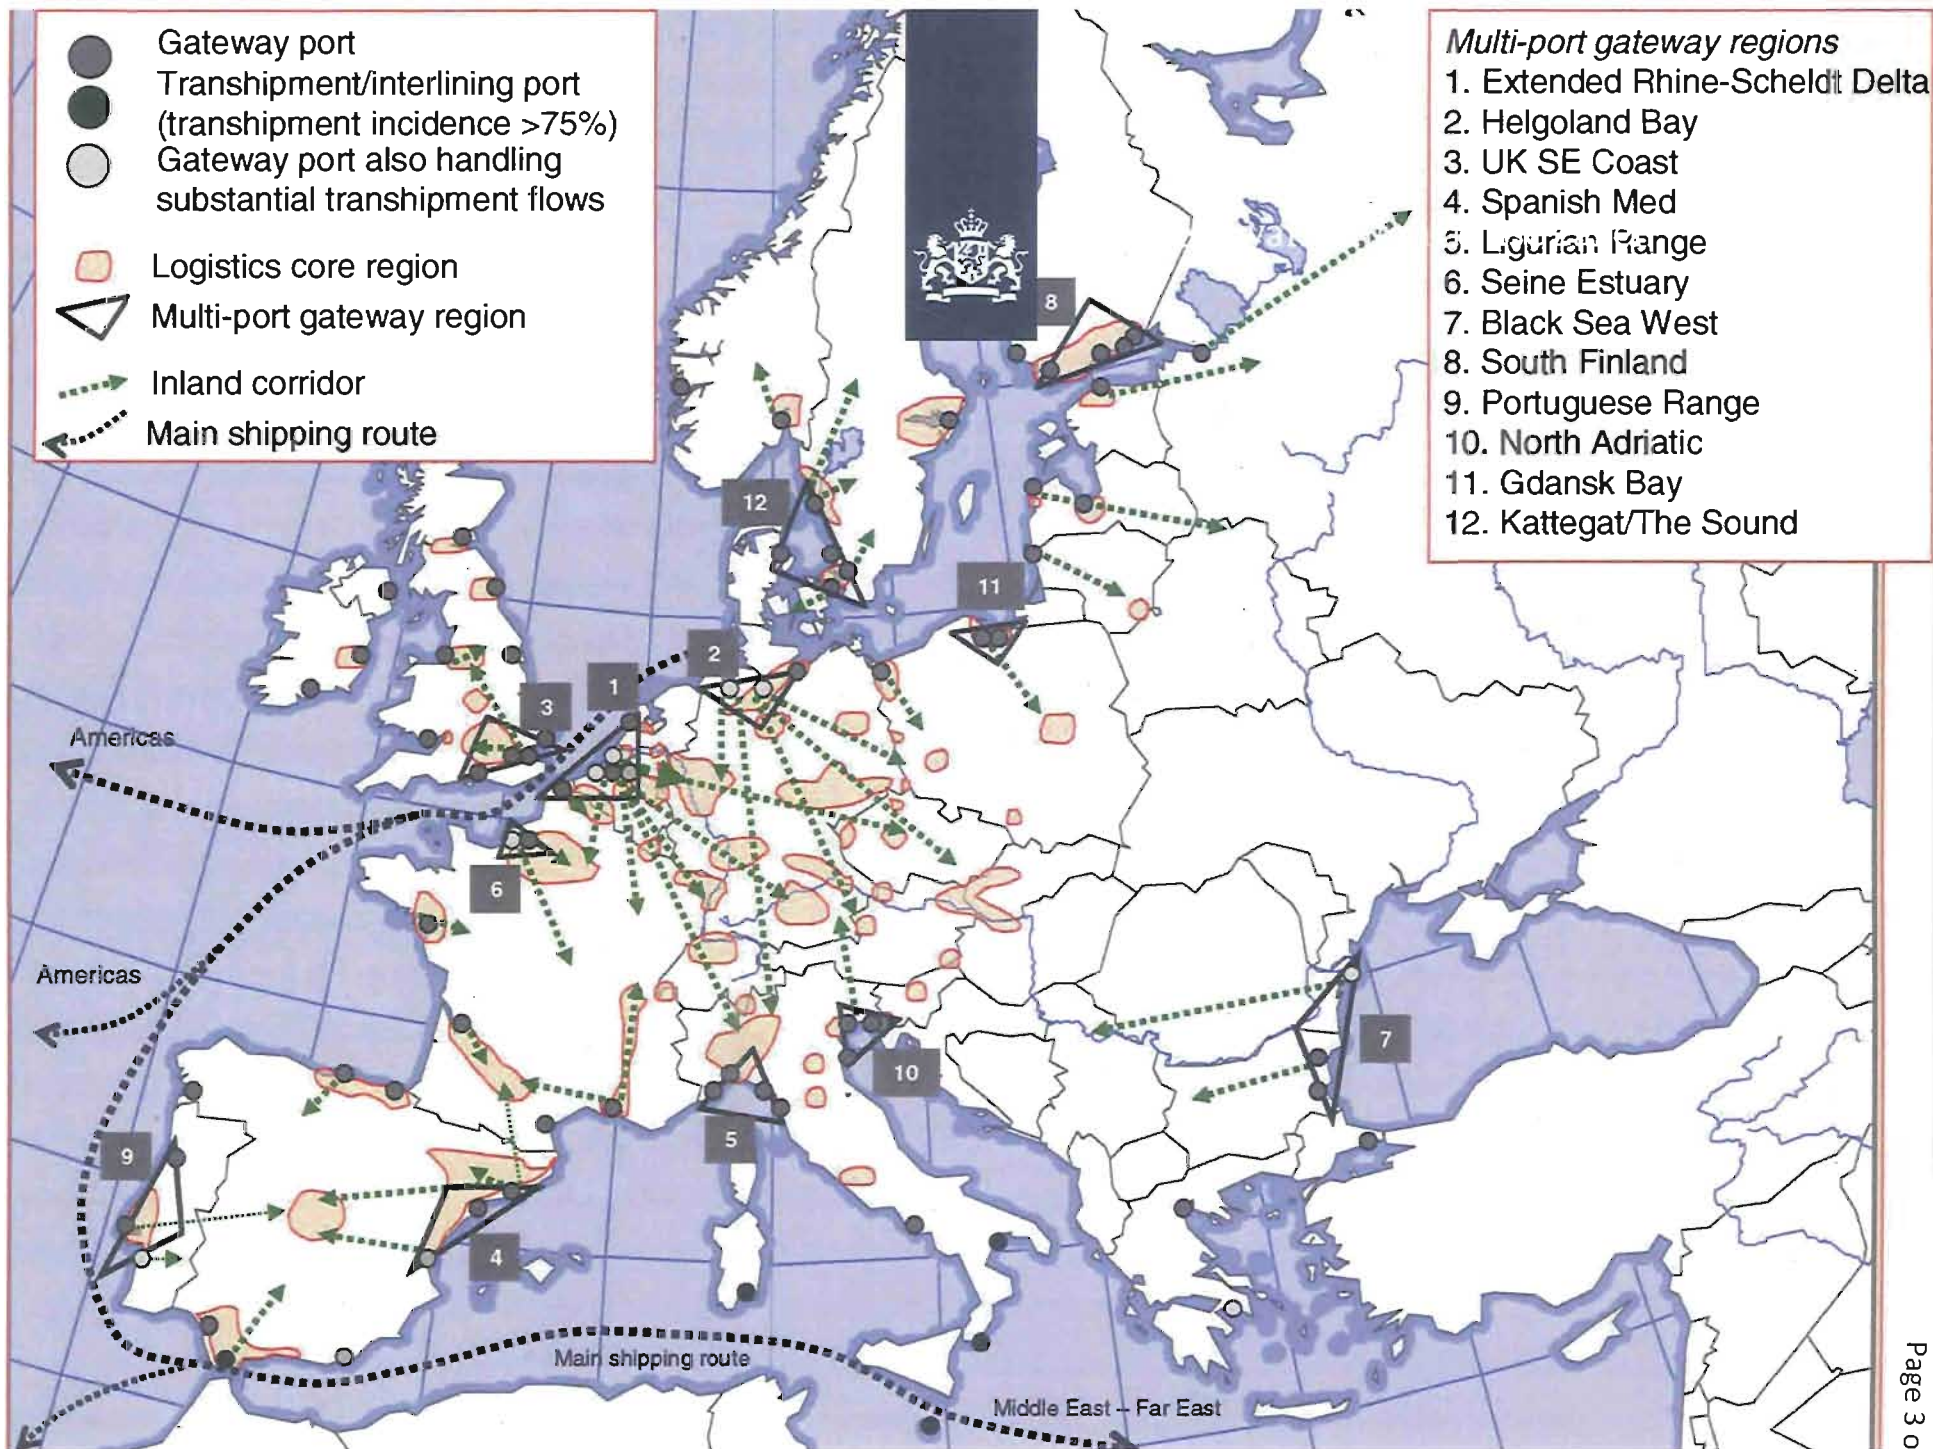 Gateway port
Transhipment/interlining port
(transhipment incidence >75%)
Gateway port also handling
substantial transhipment flows
Logistics core region
Multi-port gateway region
Inland corridor
Main shipping route
Multi-port gateway regions
1. Extended Rhine-Scheldt Delta
2. Helgoland Bay
3. UK SE Coast
4. Spanish Med
5. Ligurian Range
6. Seine Estuary
7. Black Sea West
8. South Finland
9. Portuguese Range
10. North Adriatic
11. Gdansk Bay
12. Kattegat/The Sound
8
12
11
2
1
3
Americas
6
Americas
7
10
5
9
4
Main shipping route
Middle East – Far East
Page 3 o